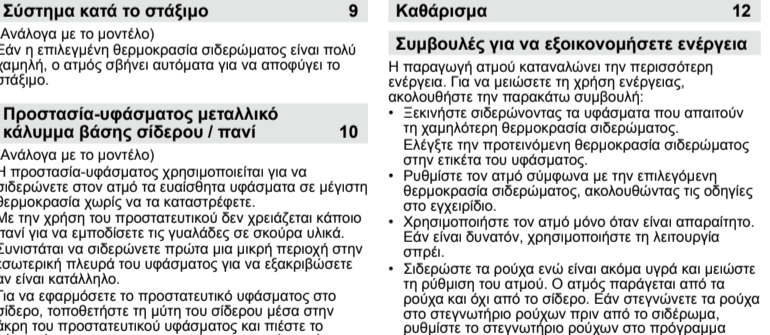 Σύστημα κατά το στάξιμο 9
Ανάλογα με το μοντέλο)
Εάν η επιλεγμένη θερμοκρασία σιδερώματος είναι πολύ
χαμηλή, ο ατμός σβήνει αυτόματα για να αποφύγει το
στάξιμο.
Προστασία-υφάσματος μεταλλικό
κάλυμμα βάσης σίδερου / πανί 10
Ανάλογα με το μοντέλο)
Η προστασία-υφάσματος χρησιμοποιείται για να
σιδερώνετε στον ατμό τα ευαίσθητα υφάσματα σε μέγιστη
θερμοκρασία χωρίς να τα καταστρέφετε.
Με την χρήση του προστατευτικού δεν χρειάζεται κάποιο
πανί για να εμποδίσετε τις γυαλάδες σε σκούρα υλικά.
Συνιστάται να σιδερώνετε πρώτα μια μικρή περιοχή στην
εσωτερική πλευρά του υφάσματος για να εξακριβώσετε
αν είναι κατάλληλο.
Για να εφαρμόσετε το προστατευτικό υφάσματος στο
σίδερο, τοποθετήστε τη μύτη του σίδερου μέσα στην
άκρη του προστατευτικού υφάσματος και πιέστε το
Καθάρισμα 12
Συμβουλές για να εξοικονομήσετε ενέργεια
Η παραγωγή ατμού καταναλώνει την περισσότερη
ενέργεια. Για να μειώσετε τη χρήση ενέργειας,
ακολουθήστε την παρακάτω συμβουλή:
• Ξεκινήστε σιδερώνοντας τα υφάσματα που απαιτούν
τη χαμηλότερη θερμοκρασία σιδερώματος.
Ελέγξτε την προτεινόμενη θερμοκρασία σιδερώματος
στην ετικέτα του υφάσματος.
• Ρυθμίστε τον ατμό σύμφωνα με την επιλεγόμενη
θερμοκρασία σιδερώματος, ακολουθώντας τις οδηγίες
στο εγχειρίδιο.
• Χρησιμοποιήστε τον ατμό μόνο όταν είναι απαραίτητο.
Εάν είναι δυνατόν, χρησιμοποιήστε τη λειτουργία
σπρέι.
• Σιδερώστε τα ρούχα ενώ είναι ακόμα υγρά και μειώστε
τη ρύθμιση του ατμού. Ο ατμός παράγεται από τα
ρούχα και όχι από το σίδερο. Εάν στεγνώνετε τα ρούχα
στο στεγνωτήριο ρούχων πριν από το σιδέρωμα,
ρυθμίστε το στεγνωτήριο ρούχων στο πρόγραμμα